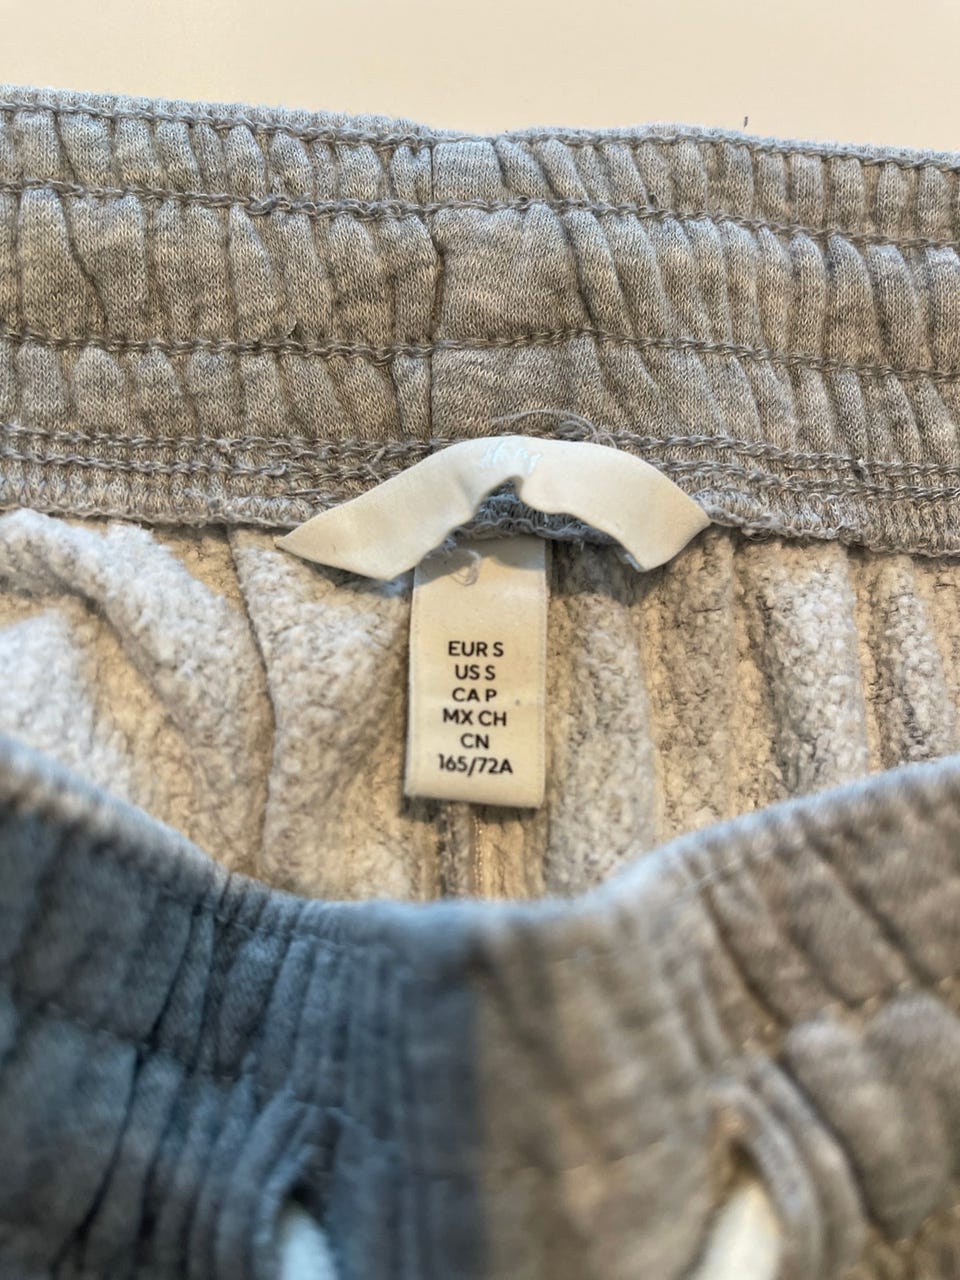 EUR S
US S
CA P
MX CH
CN
165/72A